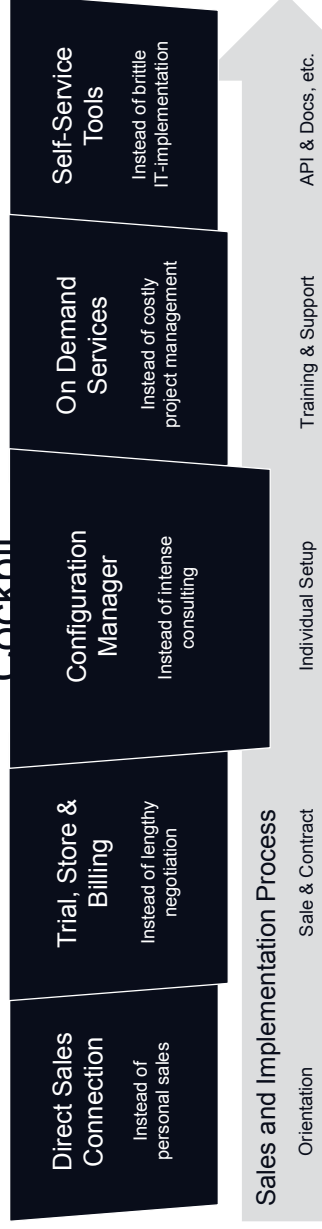 Direct Sales
Connection
Instead of
personal sales
Trial, Store &
Billing
Instead of lengthy
negotiation
Configuration
Manager
Instead of intense
consulting
On Demand
Services
Instead of costly
project management
Self-Service
Tools
Instead of brittle
IT-implementation
Sales and Implementation Process
Orientation
Sale & Contract
Individual Setup
Training & Support
API & Docs, etc.